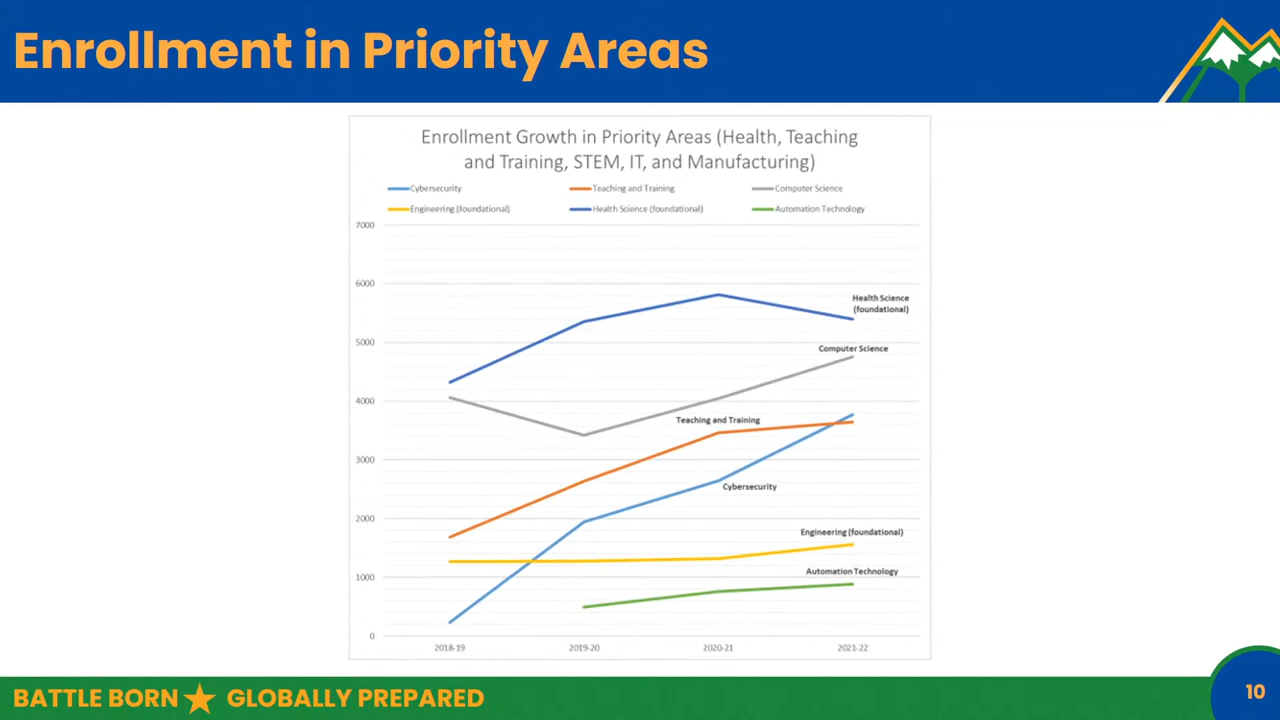 Enrollment in Priority Areas
Enrollment Growth in Priority Areas (Health, Teaching
and Training, STEM, IT, and Manufacturing)
Cybersecurity Teaching and Training Computer Science
Engineering (foundational) Health Science (foundational) Automation Technology
7000
6000
Health Science
(foundational)
5000
Computer Science
4000
Teaching and Training
3000
Cybersecurity
2000
Engineering (foundational)
Automation Technology
1000
0
2018-19 2019-20 2020-21 2021-22
BATTLE BORN GLOBALLY PREPARED
10